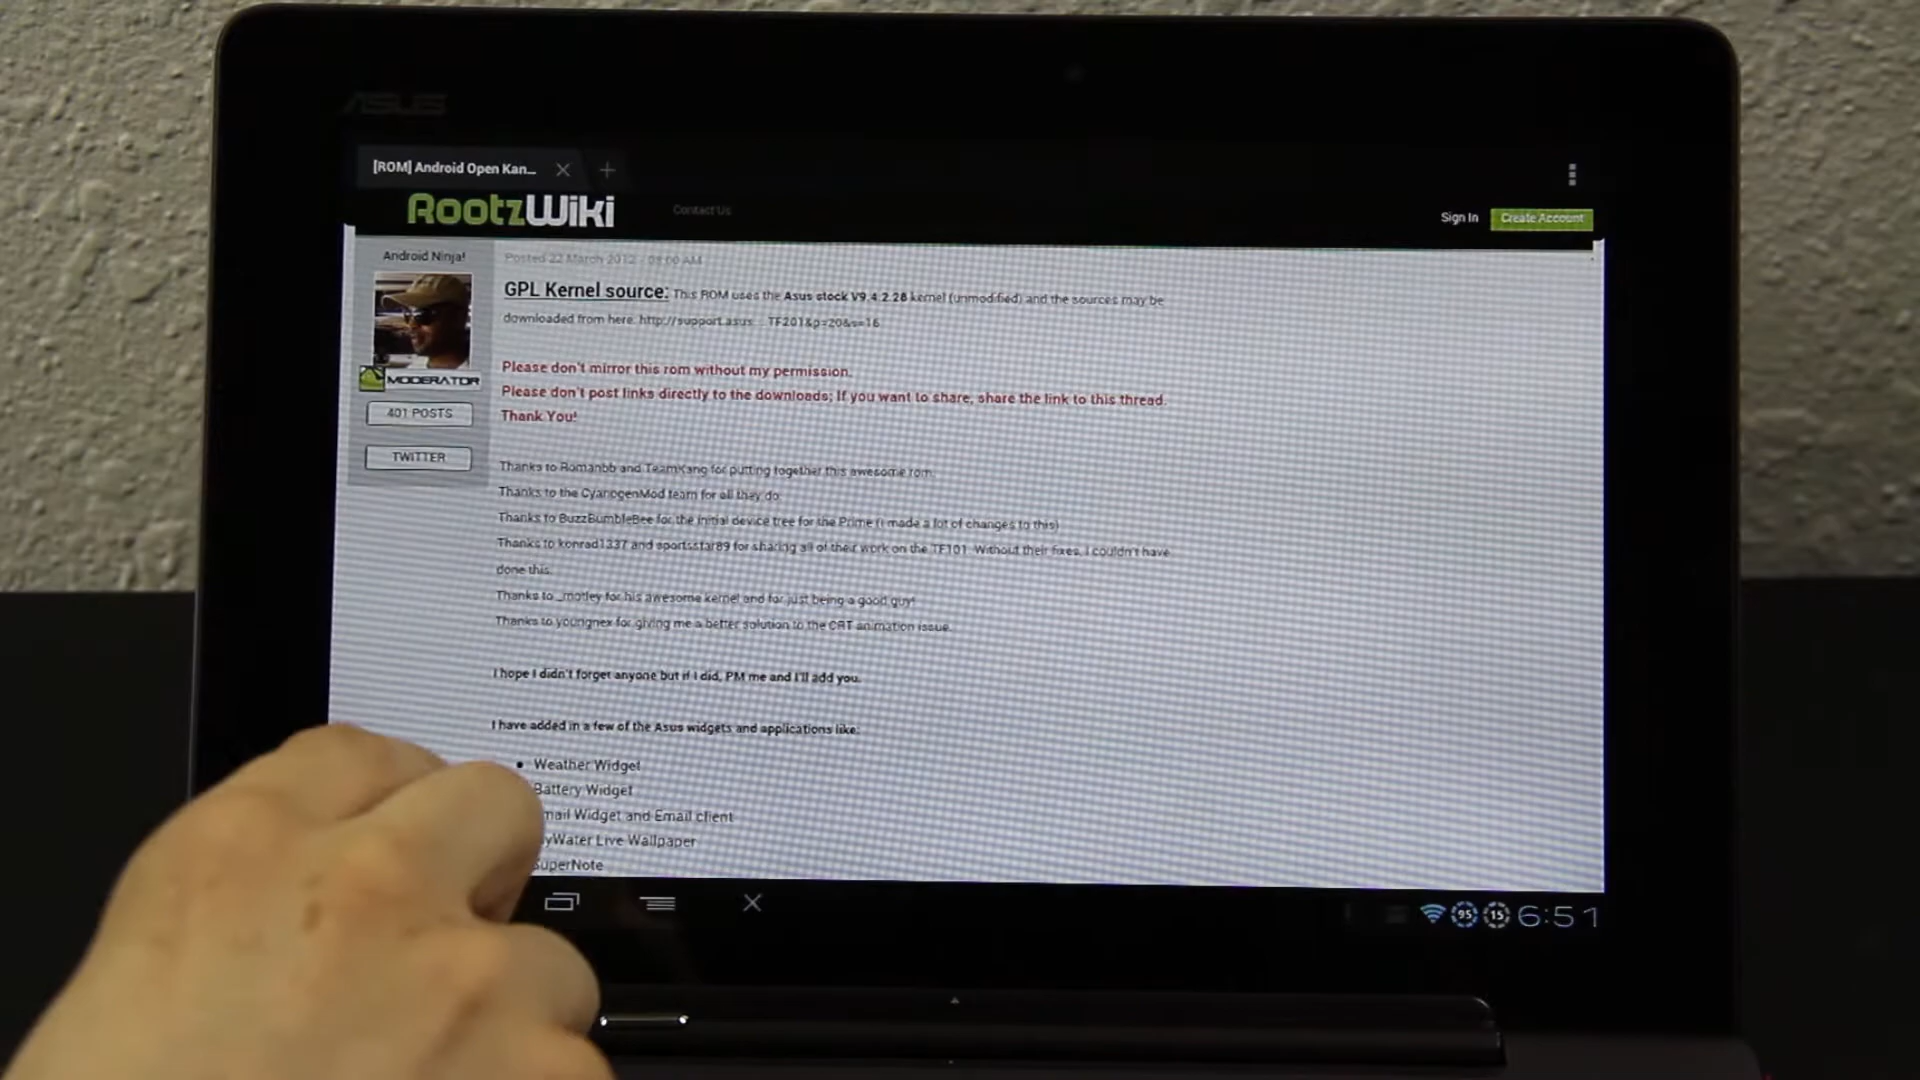 ASUS
[ROM] Android Open Kan...
RootzWiki
Contact Us
Sign In
Create Account
Android Ninja!
MODERATOR
401 POSTS
TWITTER
Posted 22 March 2012 - 08:00 AM
GPL Kernel source: This ROM uses the Asus stock V9.4.2.28 kernel (unmodified) and the sources may be
downloaded from here: http://support.asus....TF201&p=20&s=16
Please don't mirror this rom without my permission.
Please don't post links directly to the downloads; If you want to share, share the link to this thread.
Thank You!
Thanks to Romanbb and TeamKang for putting together this awesome rom.
Thanks to the CyanogenMod team for all they do.
Thanks to BuzzBumbleBee for the initial device tree for the Prime (I made a lot of changes to this)
Thanks to konrad1337 and sportsstar89 for sharing all of their work on the TF101. Without their fixes, I couldn't have
done this.
Thanks to _motley for his awesome kernel and for just being a good guy!
Thanks to youngnex for giving me a better solution to the CRT animation issue.
I hope I didn't forget anyone but if I did, PM me and I'll add you.
I have added in a few of the Asus widgets and applications like:
• Weather Widget
Battery Widget
mail Widget and Email client
yWater Live Wallpaper
SuperNote
95
15
6:51